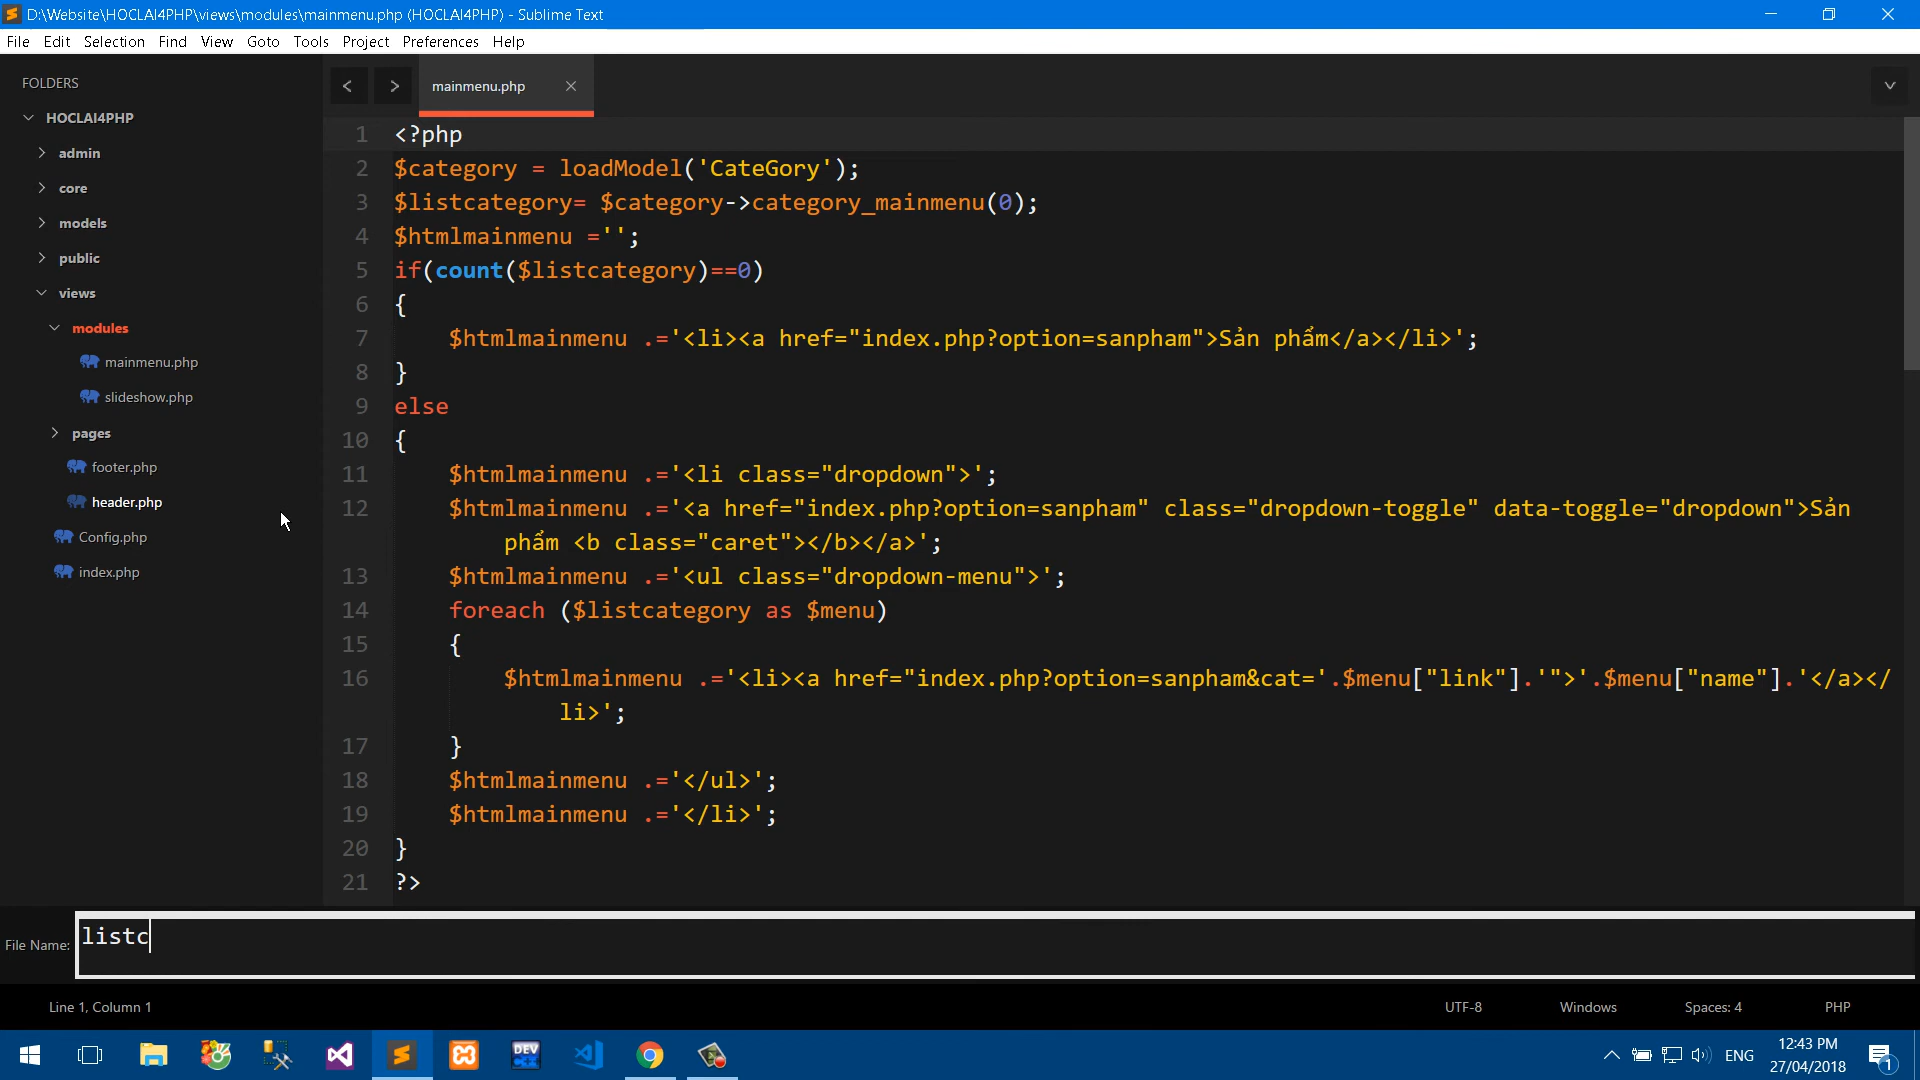 D:\Website\HOCLAI4PHP\views\modules\mainmenu.php (HOCLAI4PHP) - Sublime Text
File Edit Selection Find View Goto Tools Project Preferences Help
FOLDERS
HOCLAI4PHP
admin
core
models
public
views
modules
mainmenu.php
slideshow.php
pages
footer.php
header.php
Config.php
index.php
mainmenu.php
1 <?php
2 $category = loadModel('CateGory');
3 $listcategory= $category->category_mainmenu(0);
4 $htmlmainmenu ='';
5 if(count($listcategory)==0)
6 {
7 $htmlmainmenu .='<li><a href="index.php?option=sanpham">Sản phẩm</a></li>';
8 }
9 else
10 {
11 $htmlmainmenu .='<li class="dropdown">';
12 $htmlmainmenu .='<a href="index.php?option=sanpham" class="dropdown-toggle" data-toggle="dropdown">Sản
phẩm <b class="caret"></b></a>';
13 $htmlmainmenu .='<ul class="dropdown-menu">';
14 foreach ($listcategory as $menu)
15 {
16 $htmlmainmenu .='<li><a href="index.php?option=sanpham&cat='.$menu["link"].'">'.$menu["name"].'</a></
li>';
17 }
18 $htmlmainmenu .='</ul>';
19 $htmlmainmenu .='</li>';
20 }
21 ?>
File Name: listc
Line 1, Column 1
UTF-8
Windows
Spaces: 4
PHP
DEV
ENG
12:43 PM
27/04/2018
1